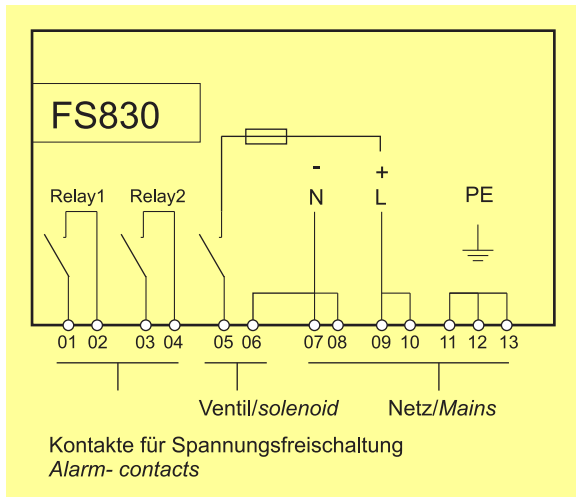 FS830
- +
Relay1 Relay2 N L PE
01 02 03 04 05 06 07 08 09 10 11 12 13
Ventil/solenoid Netz/Mains
Kontakte für Spannungsfreischaltung
Alarm- contacts